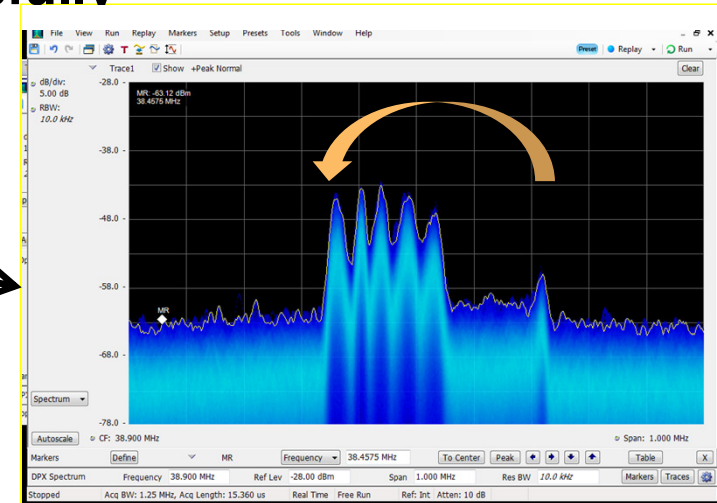 File View Run Replay Markers Setup Presets Tools Window Help
T
Preset Replay Run
Trace1 Show +Peak Normal Clear
dB/div:
5.00 dB
RBW:
10.0 kHz
-28.0
MR: -63.12 dBm
38.4575 MHz
-38.0
-48.0
-58.0
MR
-68.0
Spectrum
-78.0
Autoscale CF: 38.900 MHz Span: 1.000 MHz
Markers Define MR Frequency 38.4575 MHz To Center Peak Table X
DPX Spectrum Frequency 38.900 MHz Ref Lev -28.00 dBm Span 1.000 MHz Res BW 10.0 kHz Markers Traces
Stopped Acq BW: 1.25 MHz, Acq Length: 15.360 us Real Time Free Run Ref: Int Atten: 10 dB